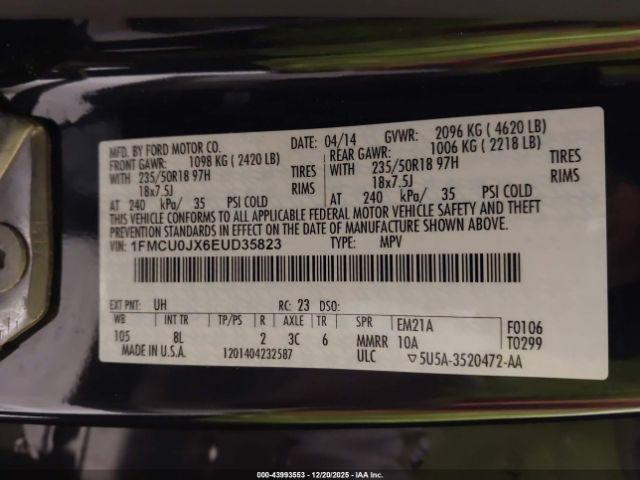 MFD. BY FORD MOTOR CO. DATE: 04/14 GVWR: 2096 KG ( 4620 LB)
FRONT GAWR: 1098 KG ( 2420 LB) REAR GAWR: 1006 KG ( 2218 LB)
WITH 235/50R18 97H TIRES WITH 235/50R18 97H TIRES
18x7.5J RIMS 18x7.5J RIMS
AT 240 kPa/ 35 PSI COLD AT 240 kPa/ 35 PSI COLD
THIS VEHICLE CONFORMS TO ALL APPLICABLE FEDERAL MOTOR VEHICLE SAFETY AND THEFT
PREVENTION STANDARDS IN EFFECT ON THE DATE OF MANUFACTURE SHOWN ABOVE.
VIN: 1FMCU0JX6EUD35823 TYPE: MPV
EXT PNT: UH RC: 23 DSO:
WB INT TR TP/PS R AXLE TR SPR EM21A F0106
105 8L 2 3C 6 MMRR 10A T0299
MADE IN U.S.A. 1201404232587 ULC ▽5U5A-3520472-AA
000-43993553 - 12/20/2025 - IAA Inc.